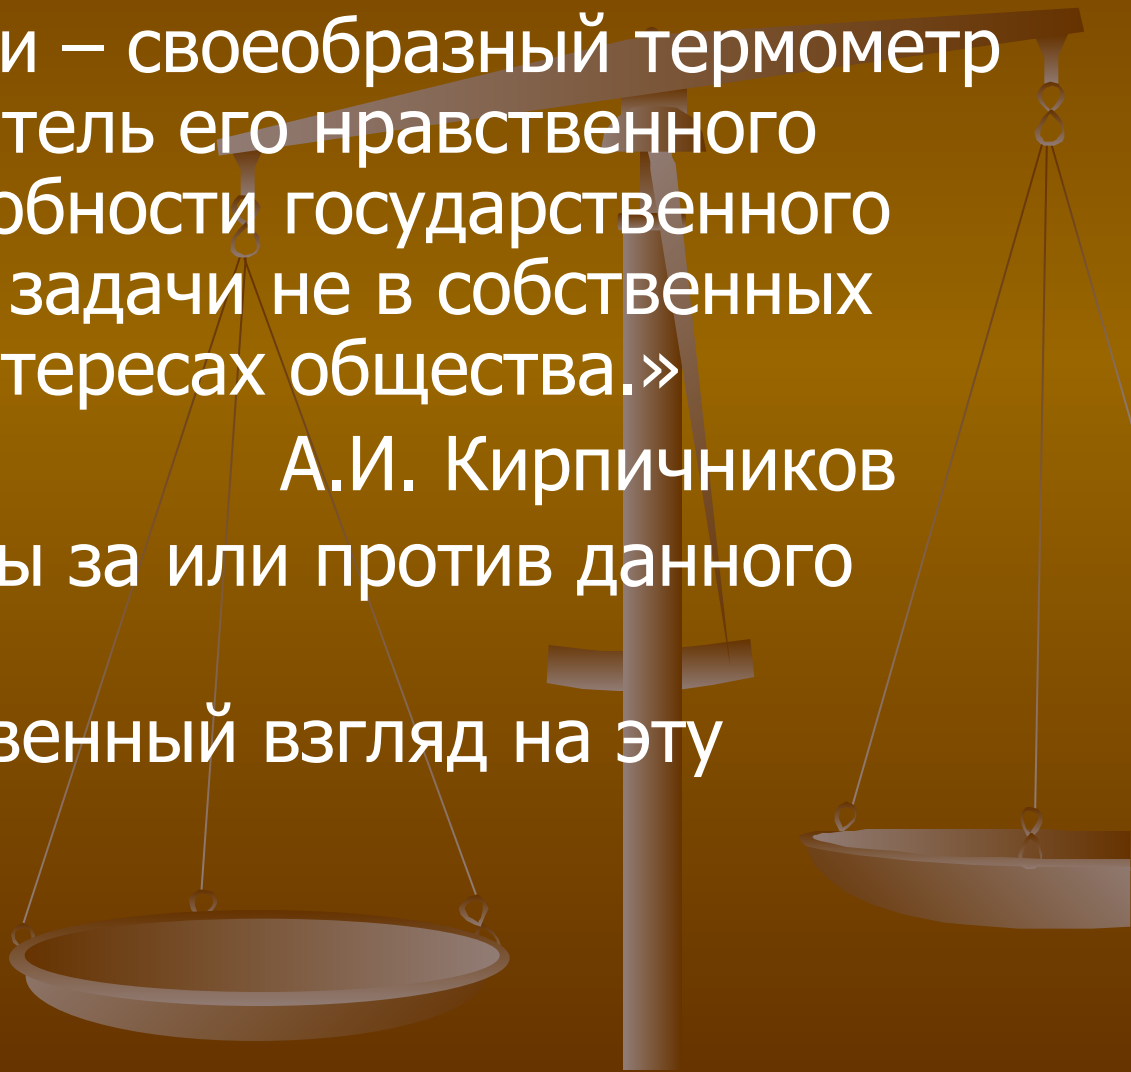 и – своеобразный термометр
тель его нравственного
обности государственного
задачи не в собственных
тересах общества.»
А.И. Кирпичников
ы за или против данного
венный взгляд на эту